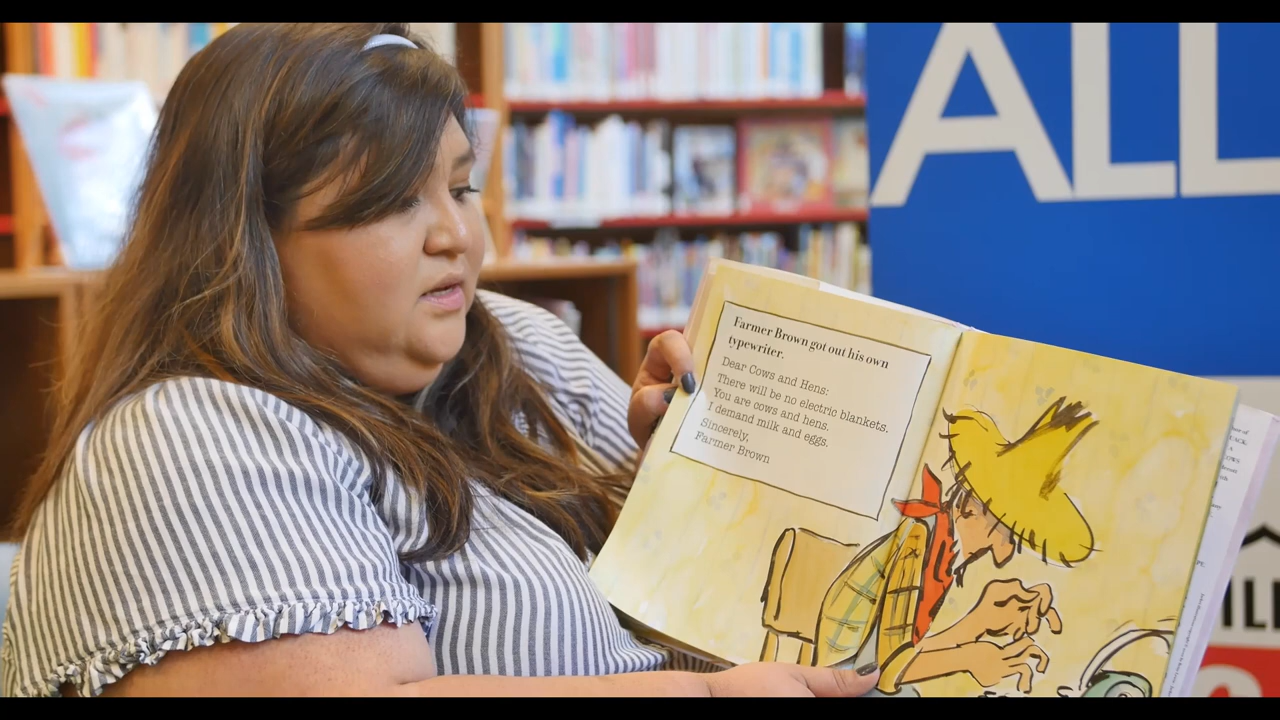 ALL
Farmer Brown got out his own
typewriter.
Dear Cows and Hens:
There will be no electric blankets.
You are cows and hens.
I demand milk and eggs.
Sincerely,
Farmer Brown